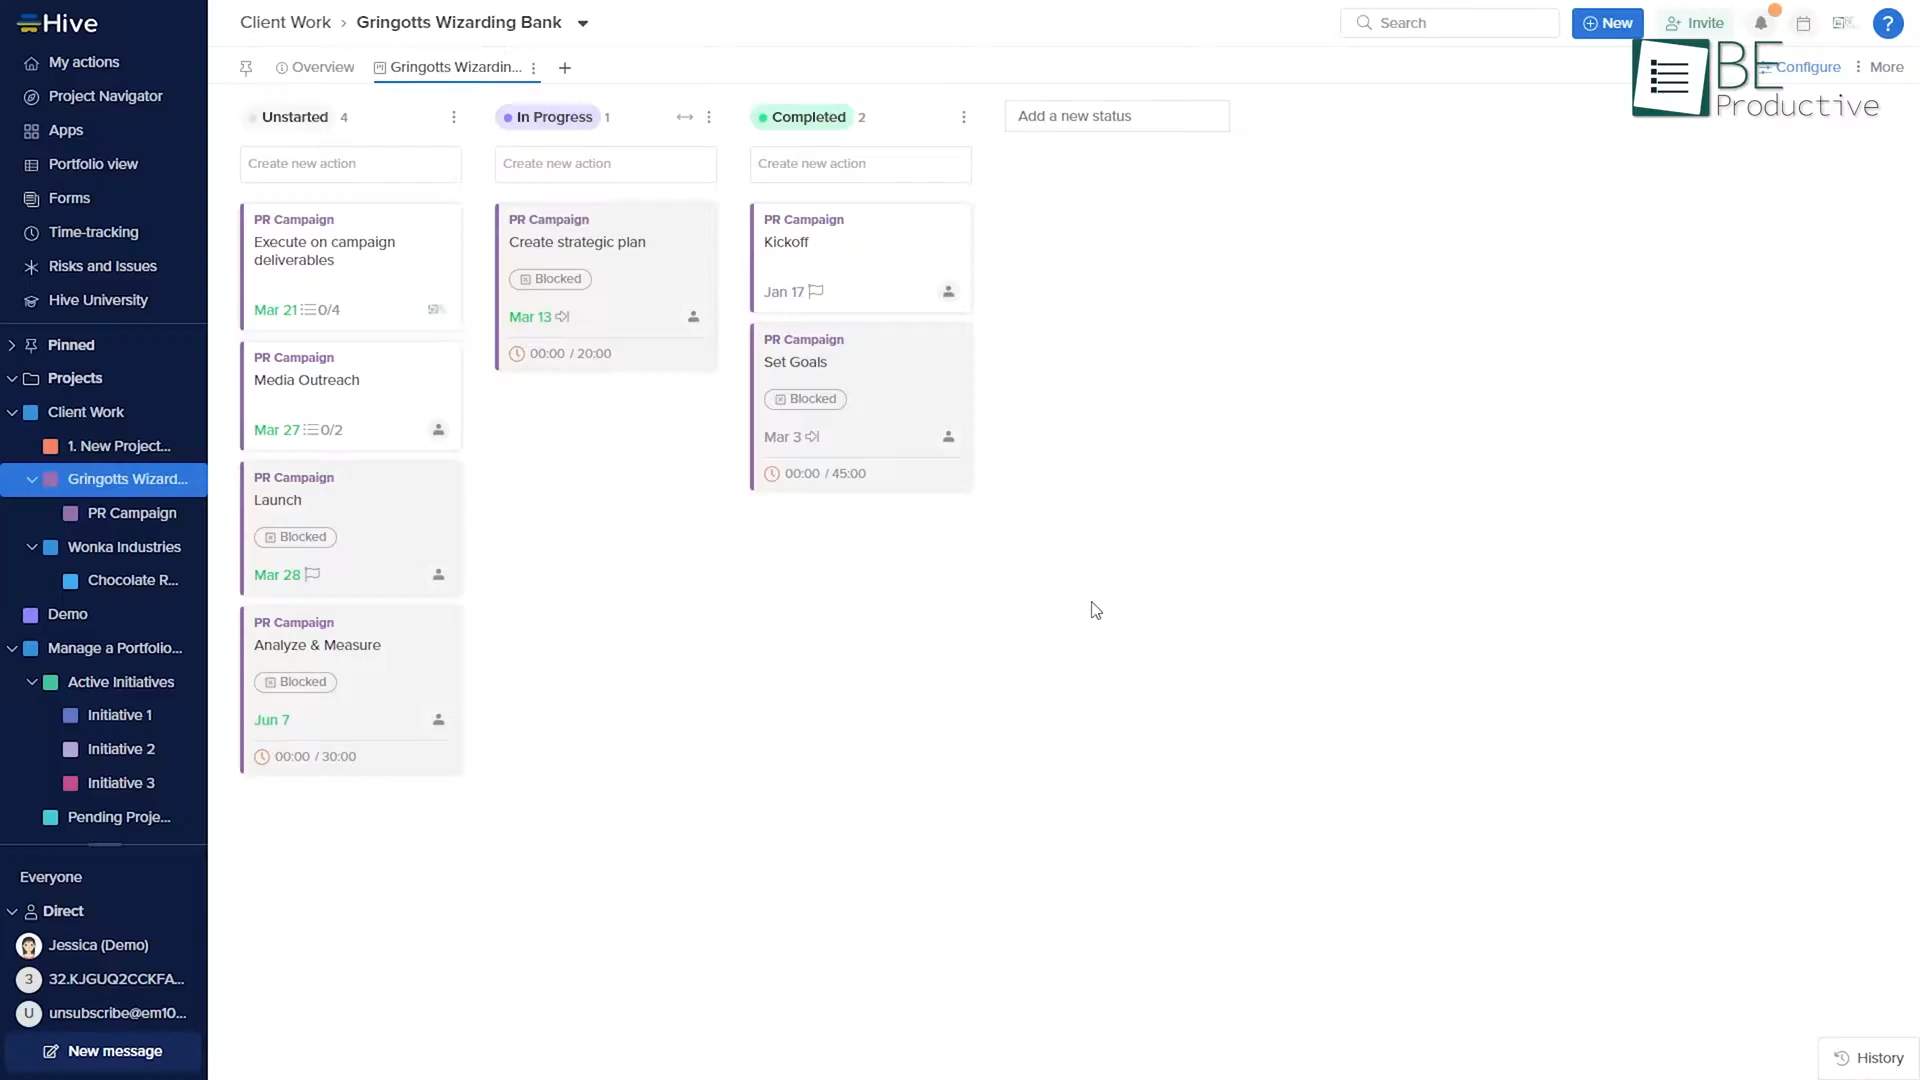 Hive
My actions
Project Navigator
Apps
Portfolio view
Forms
Time-tracking
Risks and Issues
Hive University
Pinned
Projects
Client Work
1. New Project...
Gringotts Wizard...
PR Campaign
Wonka Industries
Chocolate R...
Demo
Manage a Portfolio...
Active Initiatives
Initiative 1
Initiative 2
Initiative 3
Pending Proje...
Everyone
Direct
Jessica (Demo)
3 32.KJGUQ2CCKFA...
U unsubscribe@em10...
New message
Client Work › Gringotts Wizarding Bank
Search
New
Invite
?
Overview
Gringotts Wizardin...
Configure
More
BE
Productive
Unstarted 4
Create new action
PR Campaign
Execute on campaign
deliverables
Mar 21 0/4
PR Campaign
Media Outreach
Mar 27 0/2
PR Campaign
Launch
Blocked
Mar 28
PR Campaign
Analyze & Measure
Blocked
Jun 7
00:00 / 30:00
In Progress 1
Create new action
PR Campaign
Create strategic plan
Blocked
Mar 13
00:00 / 20:00
Completed 2
Create new action
PR Campaign
Kickoff
Jan 17
PR Campaign
Set Goals
Blocked
Mar 3
00:00 / 45:00
Add a new status
History